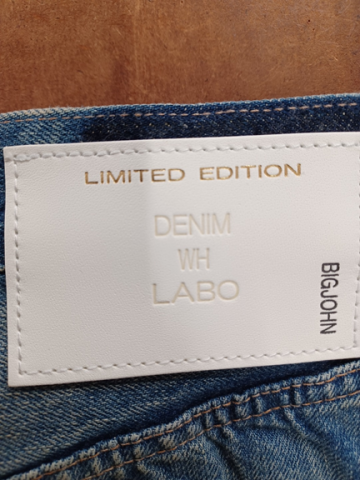 LIMITED EDITION
DENIM
WH
LABO
BIGJOHN